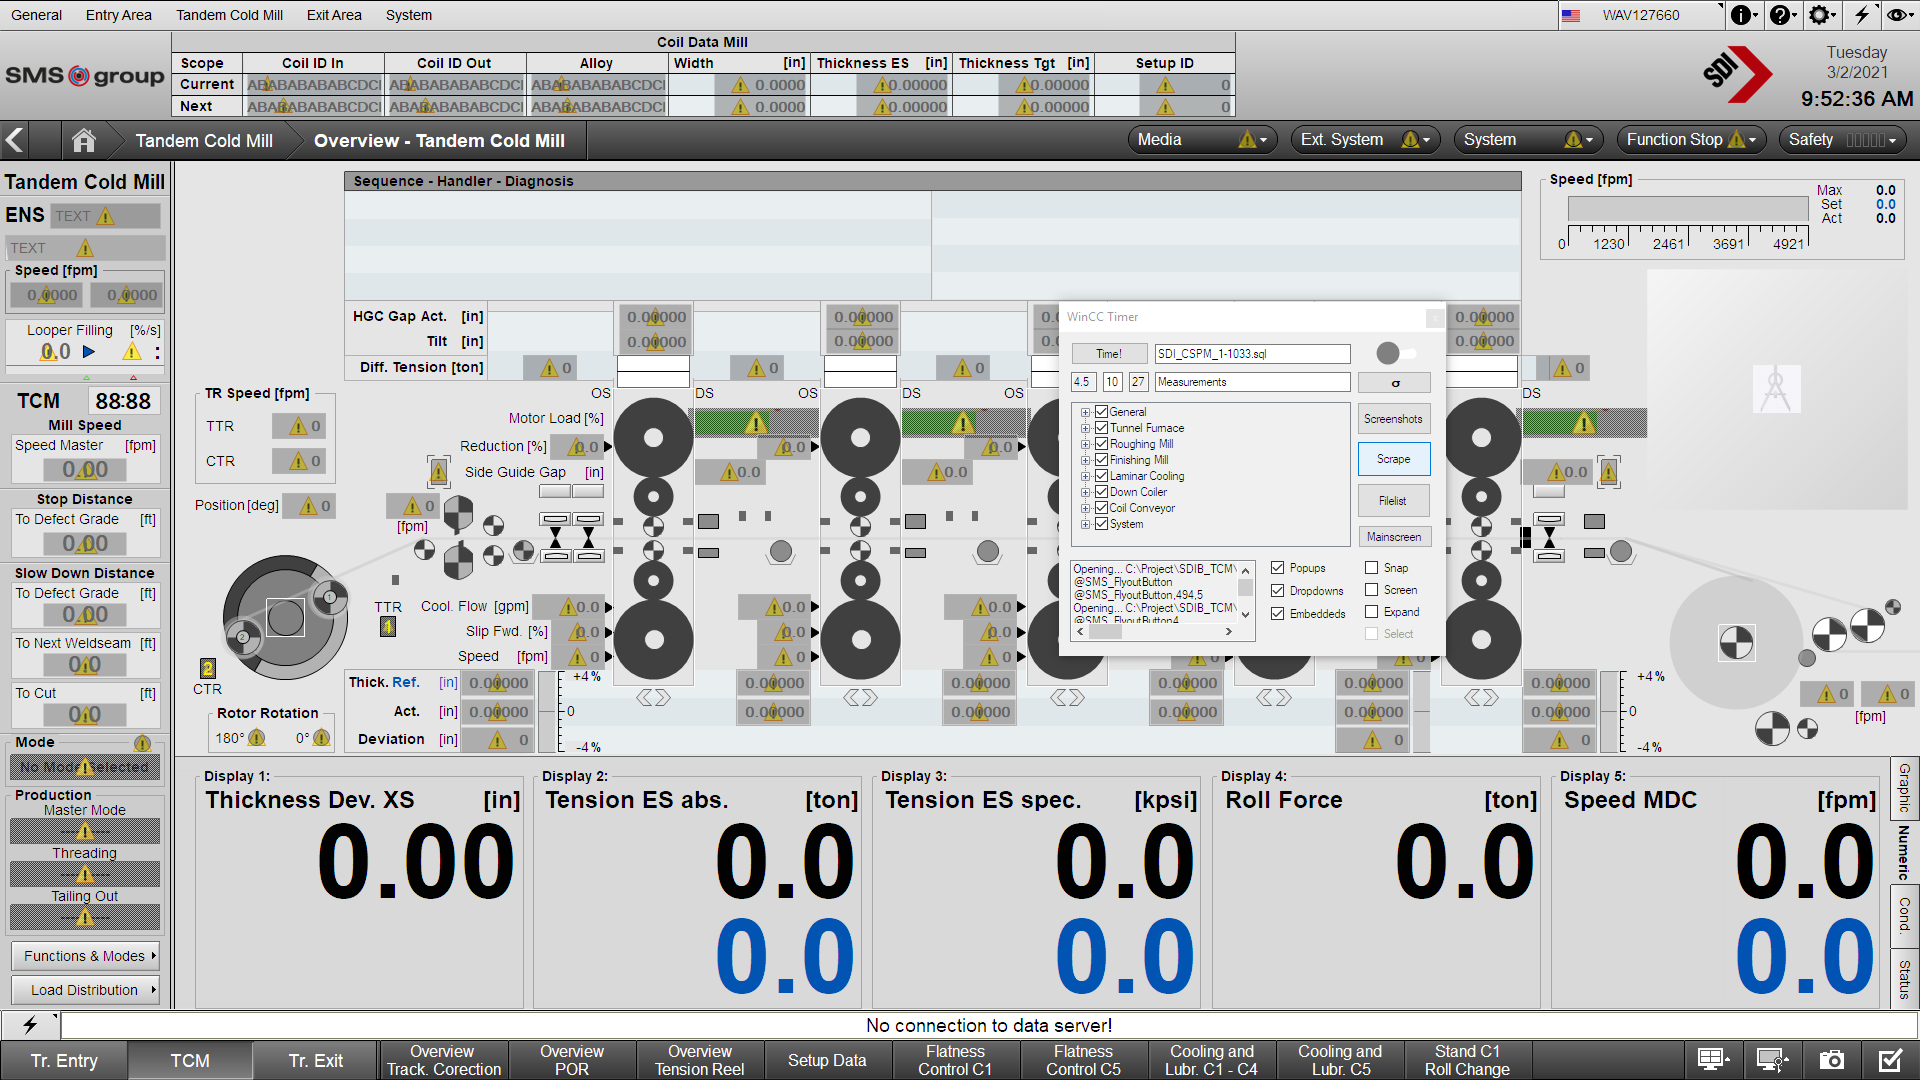 General Entry Area Tandem Cold Mill Exit Area System
WAV127660
SMS group
Coil Data Mill
Scope Coil ID In Coil ID Out Alloy Width [in] Thickness ES [in] Thickness Tgt [in] Setup ID
Current ABABABABABCDCI ABABABABABCDCI ABABABABABCDCI 0.0000 0.00000 0.00000 0
Next ABABABABABCDCI ABABABABABCDCI ABABABABABCDCI 0.0000 0.00000 0.00000 0
SDI
Tuesday
3/2/2021
9:52:36 AM
Tandem Cold Mill Overview - Tandem Cold Mill
Media Ext. System System Function Stop Safety
Tandem Cold Mill
ENS TEXT
TEXT
Speed [fpm]
0.0000 0.0000
Looper Filling [%/s]
0.0 :
TCM 88:88
Mill Speed
Speed Master [fpm]
0.00
Stop Distance
To Defect Grade [ft]
0.00
Slow Down Distance
To Defect Grade [ft]
0.00
To Next Weldseam [ft]
0.0
To Cut [ft]
0.0
Mode
No Mode Selected
Production
Master Mode
Threading
Tailing Out
Functions & Modes
Load Distribution
Sequence - Handler - Diagnosis
Speed [fpm]
Max 0.0
Set 0.0
Act 0.0
0 1230 2461 3691 4921
HGC Gap Act. [in] 0.00000 0.00000 0.00000
Tilt [in] 0.00000 0.00000 0.00000
Diff. Tension [ton] 0 0 0 0
OS DS OS DS OS DS
TR Speed [fpm]
TTR 0
CTR 0
Position [deg] 0 0
[fpm]
Motor Load [%]
Reduction [%] 0.0 0.0 0.0
Side Guide Gap [in] 0.0 0.0 0.0
1
2
TTR
1
2
CTR
Rotor Rotation
180° 0°
Cool. Flow [gpm] 0.0 0.0 0.0
Slip Fwd. [%] 0.0 0.0 0.0
Speed [fpm] 0 0 0 0
Thick. Ref. [in] 0.00000 +4 % 0.00000 0.00000 0.00000 0.00000 0.00000 +4 %
Act. [in] 0.00000 0 0.00000 0.00000 0.00000 0.00000 0.00000 0
Deviation [in] 0 -4 % 0 0 -4 %
0 0
[fpm]
WinCC Timer
Time! SDI_CSPM_1-1033.sql
4.5 10 27 Measurements σ
General
Tunnel Furnace
Roughing Mill
Finishing Mill
Laminar Cooling
Down Coiler
Coil Conveyor
System
Screenshots
Scrape
Filelist
Mainscreen
Opening... C:\Project\SDIB_TCM\
@SMS_FlyoutButton
@SMS_FlyoutButton,494,5
Opening... C:\Project\SDIB_TCM\
@SMS_FlyoutButton4
Popups Snap
Dropdowns Screen
Embeddeds Expand
Select
Display 1:
Thickness Dev. XS [in]
0.00
Display 2:
Tension ES abs. [ton]
0.0
0.0
Display 3:
Tension ES spec. [kpsi]
0.0
0.0
Display 4:
Roll Force [ton]
0.0
Display 5:
Speed MDC [fpm]
0.0
0.0
Graphic
Numeric
Cond.
Status
No connection to data server!
Tr. Entry TCM Tr. Exit
Overview
Track. Corection
Overview
POR
Overview
Tension Reel
Setup Data
Flatness
Control C1
Flatness
Control C5
Cooling and
Lubr. C1 - C4
Cooling and
Lubr. C5
Stand C1
Roll Change